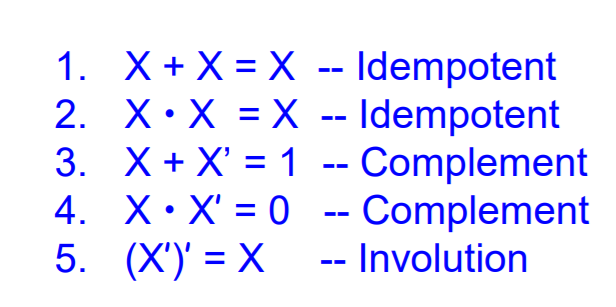 1. X + X = X -- Idempotent
2. X • X = X -- Idempotent
3. X + X’ = 1 -- Complement
4. X • X' = 0 -- Complement
5. (X')' = X -- Involution